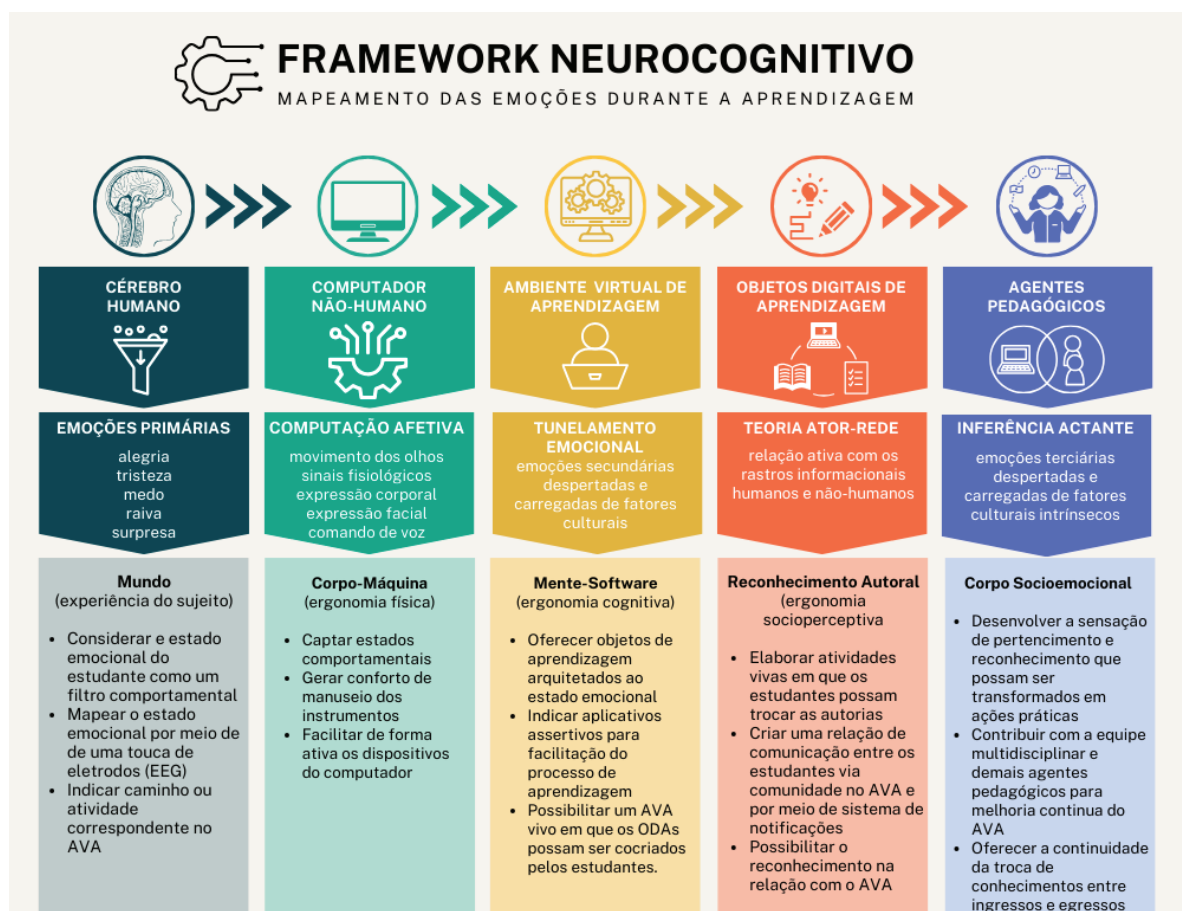 FRAMEWORK NEUROCOGNITIVO
MAPEAMENTO DAS EMOÇÕES DURANTE A APRENDIZAGEM
CÉREBRO
HUMANO
EMOÇÕES PRIMÁRIAS
alegria
tristeza
medo
raiva
surpresa
Mundo
(experiência do sujeito)
• Considerar e estado
emocional do
estudante como um
filtro comportamental
• Mapear o estado
emocional por meio de
de uma touca de
eletrodos (EEG)
• Indicar caminho ou
atividade
correspondente no
AVA
COMPUTADOR
NÃO-HUMANO
COMPUTAÇÃO AFETIVA
movimento dos olhos
sinais fisiológicos
expressão corporal
expressão facial
comando de voz
Corpo-Máquina
(ergonomia física)
• Captar estados
comportamentais
• Gerar conforto de
manuseio dos
instrumentos
• Facilitar de forma
ativa os dispositivos
do computador
AMBIENTE VIRTUAL DE
APRENDIZAGEM
TUNELAMENTO
EMOCIONAL
emoções secundárias
despertadas e
carregadas de fatores
culturais
Mente-Software
(ergonomia cognitiva)
• Oferecer objetos de
aprendizagem
arquitetados ao
estado emocional
• Indicar aplicativos
assertivos para
facilitação do
processo de
aprendizagem
• Possibilitar um AVA
vivo em que os ODAs
possam ser cocriados
pelos estudantes.
OBJETOS DIGITAIS DE
APRENDIZAGEM
TEORIA ATOR-REDE
relação ativa com os
rastros informacionais
humanos e não-humanos
Reconhecimento Autoral
(ergonomia
socioperceptiva
• Elaborar atividades
vivas em que os
estudantes possam
trocar as autorias
• Criar uma relação de
comunicação entre os
estudantes via
comunidade no AVA e
por meio de sistema de
notificações
• Possibilitar o
reconhecimento na
relação com o AVA
AGENTES
PEDAGÓGICOS
INFERÊNCIA ACTANTE
emoções terciárias
despertadas e
carregadas de fatores
culturais intrínsecos
Corpo Socioemocional
• Desenvolver a sensação
de pertencimento e
reconhecimento que
possam ser
transformados em
ações práticas
• Contribuir com a equipe
multidisciplinar e
demais agentes
pedagógicos para
melhoria continua do
AVA
• Oferecer a continuidade
da troca de
conhecimentos entre
ingressos e egressos